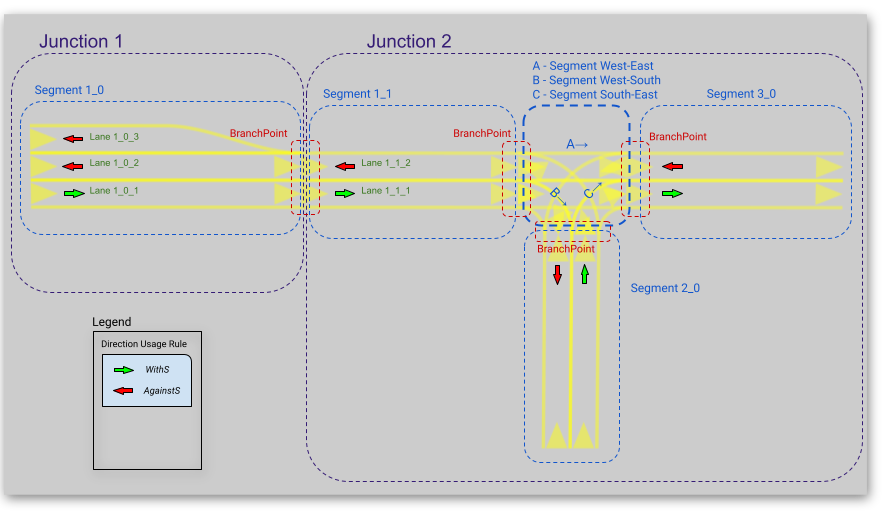 Junction 1
Junction 2
A - Segment West-East
B - Segment West-South
C - Segment South-East
Segment 1_0
Segment 1_1
Segment 3_0
BranchPoint
BranchPoint
BranchPoint
Lane 1_0_3
Lane 1_0_2
Lane 1_0_1
Lane 1_1_2
Lane 1_1_1
A→
B
C
BranchPoint
Segment 2_0
Legend
Direction Usage Rule
WithS
AgainstS